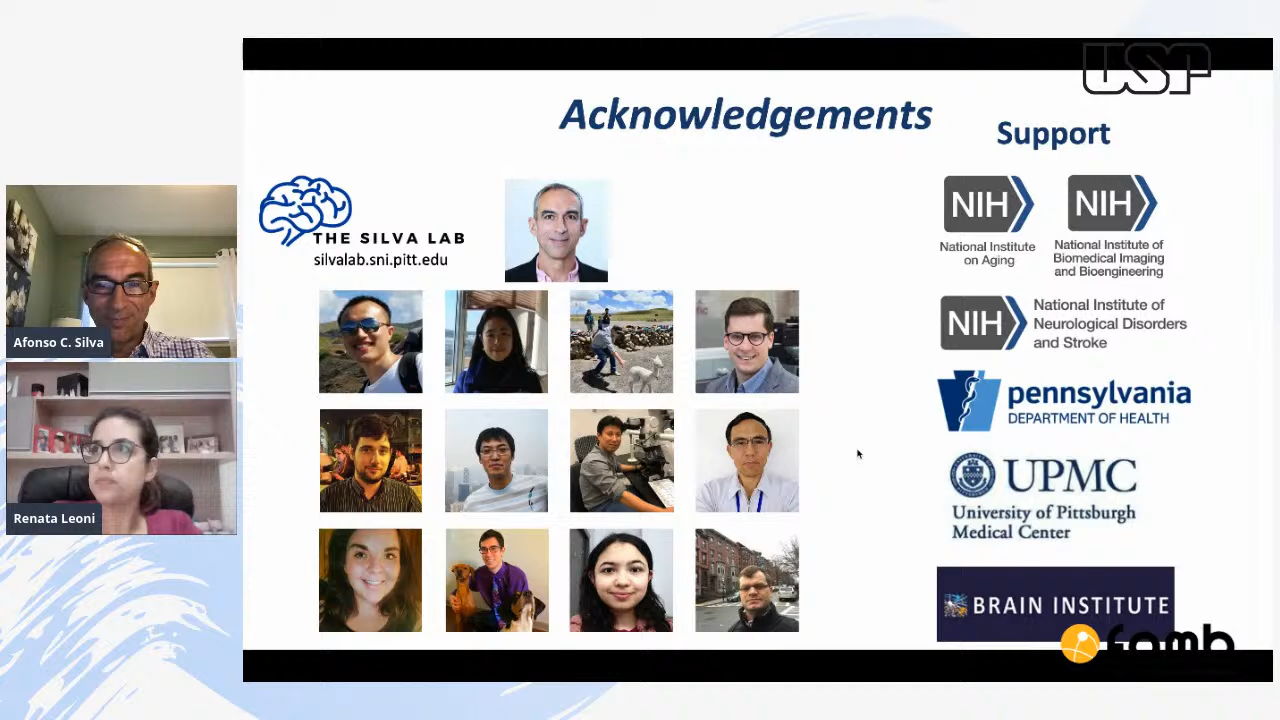 USP
Acknowledgements
Support
THE SILVA LAB
silvalab.sni.pitt.edu
NIH
National Institute
on Aging
NIH
National Institute of
Biomedical Imaging
and Bioengineering
NIH
National Institute of
Neurological Disorders
and Stroke
pennsylvania
DEPARTMENT OF HEALTH
UPMC
University of Pittsburgh
Medical Center
BRAIN INSTITUTE
famb
Afonso C. Silva
Renata Leoni